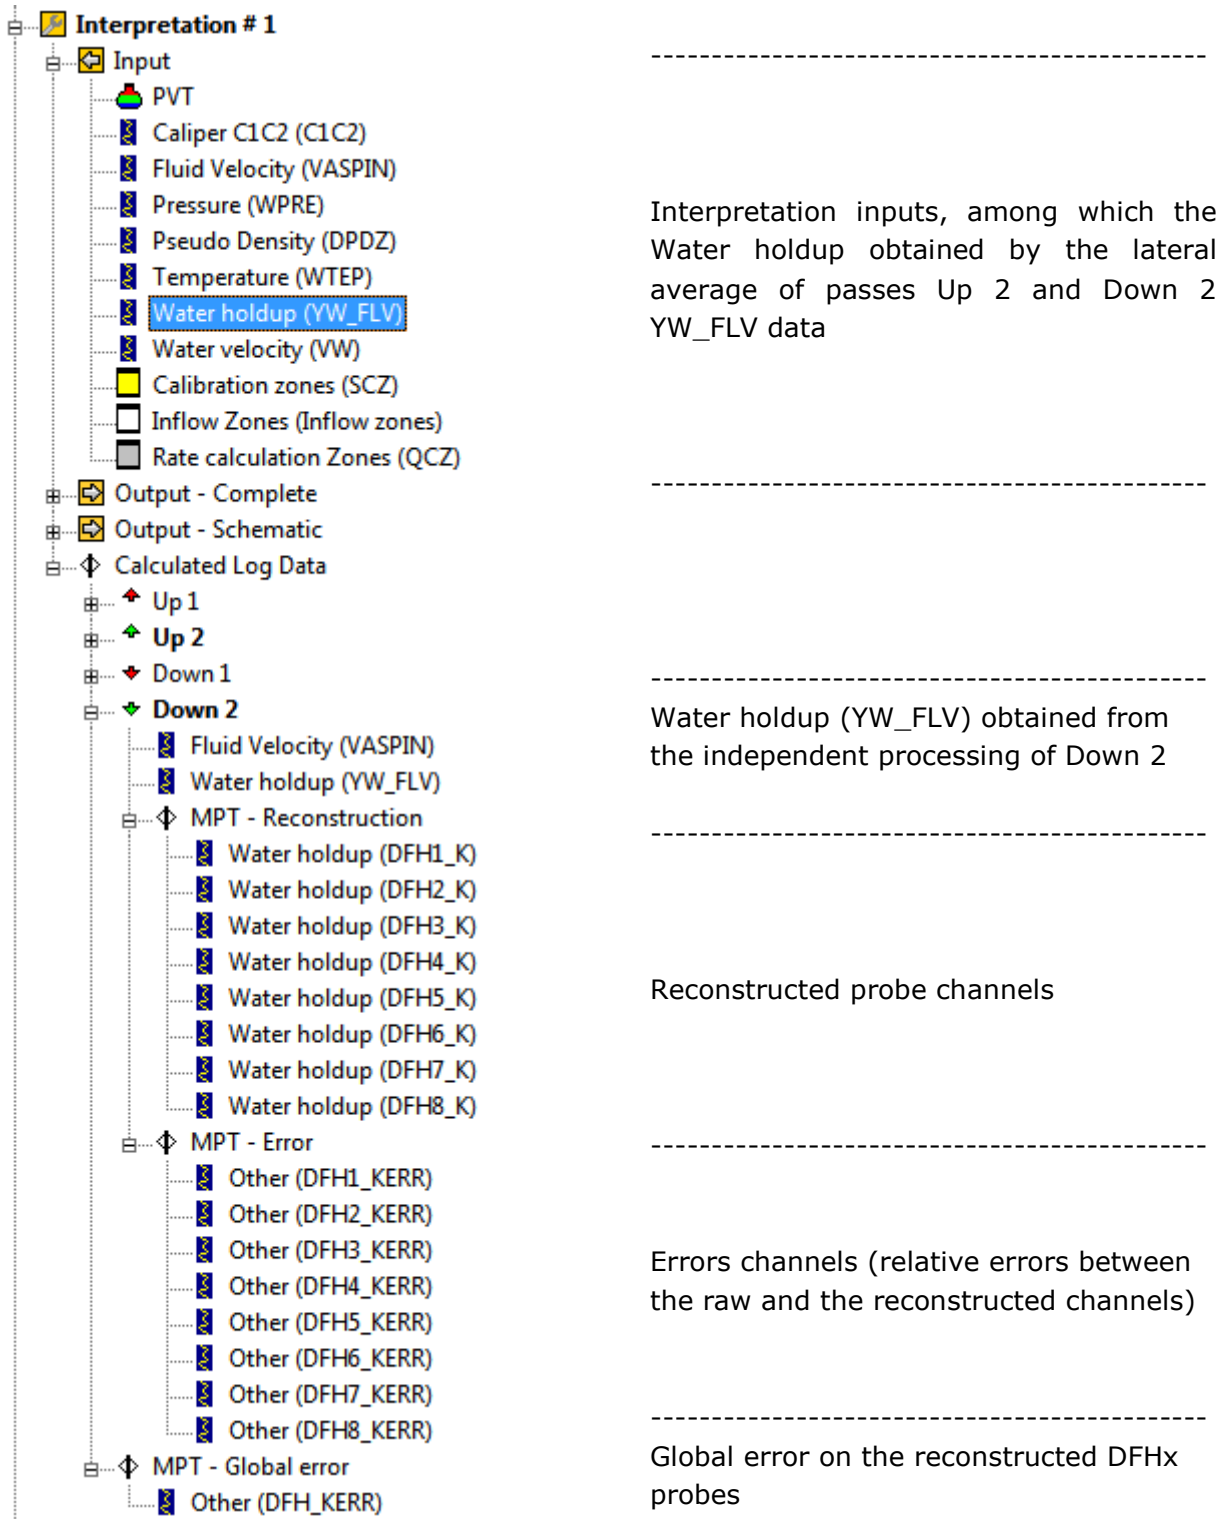 Interpretation # 1
Input
PVT
Caliper C1C2 (C1C2)
Fluid Velocity (VASPIN)
Pressure (WPRE)
Pseudo Density (DPDZ)
Temperature (WTEP)
Water holdup (YW_FLV)
Water velocity (VW)
Calibration zones (SCZ)
Inflow Zones (Inflow zones)
Rate calculation Zones (QCZ)
Output - Complete
Output - Schematic
Calculated Log Data
Up 1
Up 2
Down 1
Down 2
Fluid Velocity (VASPIN)
Water holdup (YW_FLV)
MPT - Reconstruction
Water holdup (DFH1_K)
Water holdup (DFH2_K)
Water holdup (DFH3_K)
Water holdup (DFH4_K)
Water holdup (DFH5_K)
Water holdup (DFH6_K)
Water holdup (DFH7_K)
Water holdup (DFH8_K)
MPT - Error
Other (DFH1_KERR)
Other (DFH2_KERR)
Other (DFH3_KERR)
Other (DFH4_KERR)
Other (DFH5_KERR)
Other (DFH6_KERR)
Other (DFH7_KERR)
Other (DFH8_KERR)
MPT - Global error
Other (DFH_KERR)
Interpretation inputs, among which the
Water holdup obtained by the lateral
average of passes Up 2 and Down 2
YW_FLV data
Water holdup (YW_FLV) obtained from
the independent processing of Down 2
Reconstructed probe channels
Errors channels (relative errors between
the raw and the reconstructed channels)
Global error on the reconstructed DFHx
probes